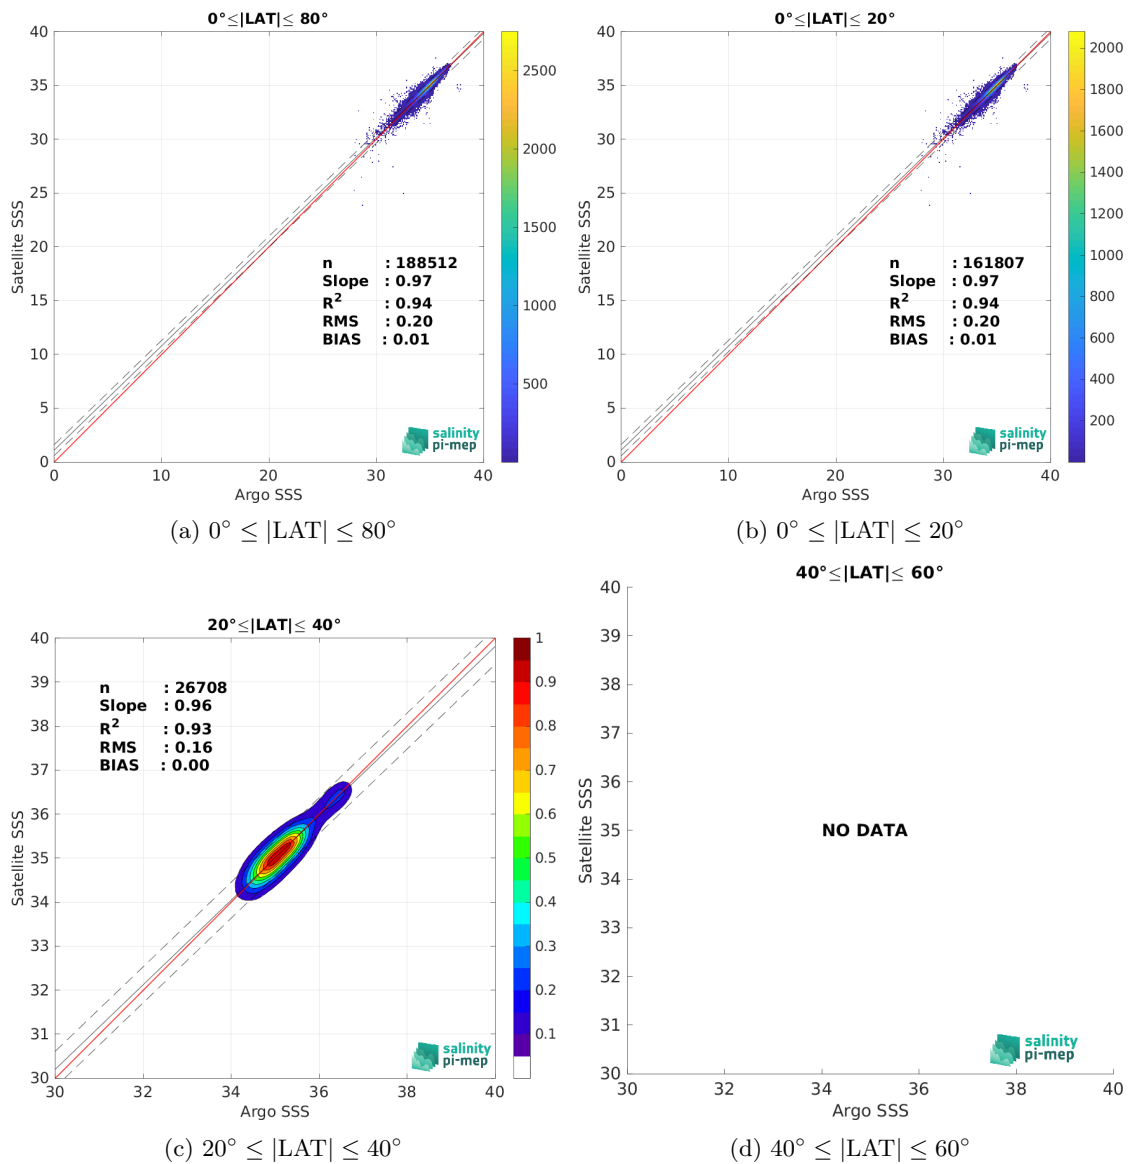 0°≤|LAT|≤ 80°
40
35
30
25
20
15
10
5
0
0
10
20
30
40
Satellite SSS
Argo SSS
n : 188512
Slope : 0.97
R² : 0.94
RMS : 0.20
BIAS : 0.01
salinity
pi-mep
2500
2000
1500
1000
500
(a) 0° ≤ |LAT| ≤ 80°
0°≤|LAT|≤ 20°
40
35
30
25
20
15
10
5
0
0
10
20
30
40
Satellite SSS
Argo SSS
n : 161807
Slope : 0.97
R² : 0.94
RMS : 0.20
BIAS : 0.01
salinity
pi-mep
2000
1800
1600
1400
1200
1000
800
600
400
200
(b) 0° ≤ |LAT| ≤ 20°
20°≤|LAT|≤ 40°
40
39
38
37
36
35
34
33
32
31
30
30
32
34
36
38
40
Satellite SSS
Argo SSS
n : 26708
Slope : 0.96
R² : 0.93
RMS : 0.16
BIAS : 0.00
salinity
pi-mep
1
0.9
0.8
0.7
0.6
0.5
0.4
0.3
0.2
0.1
(c) 20° ≤ |LAT| ≤ 40°
40°≤|LAT|≤ 60°
40
39
38
37
36
35
34
33
32
31
30
30
32
34
36
38
40
Satellite SSS
Argo SSS
NO DATA
salinity
pi-mep
(d) 40° ≤ |LAT| ≤ 60°